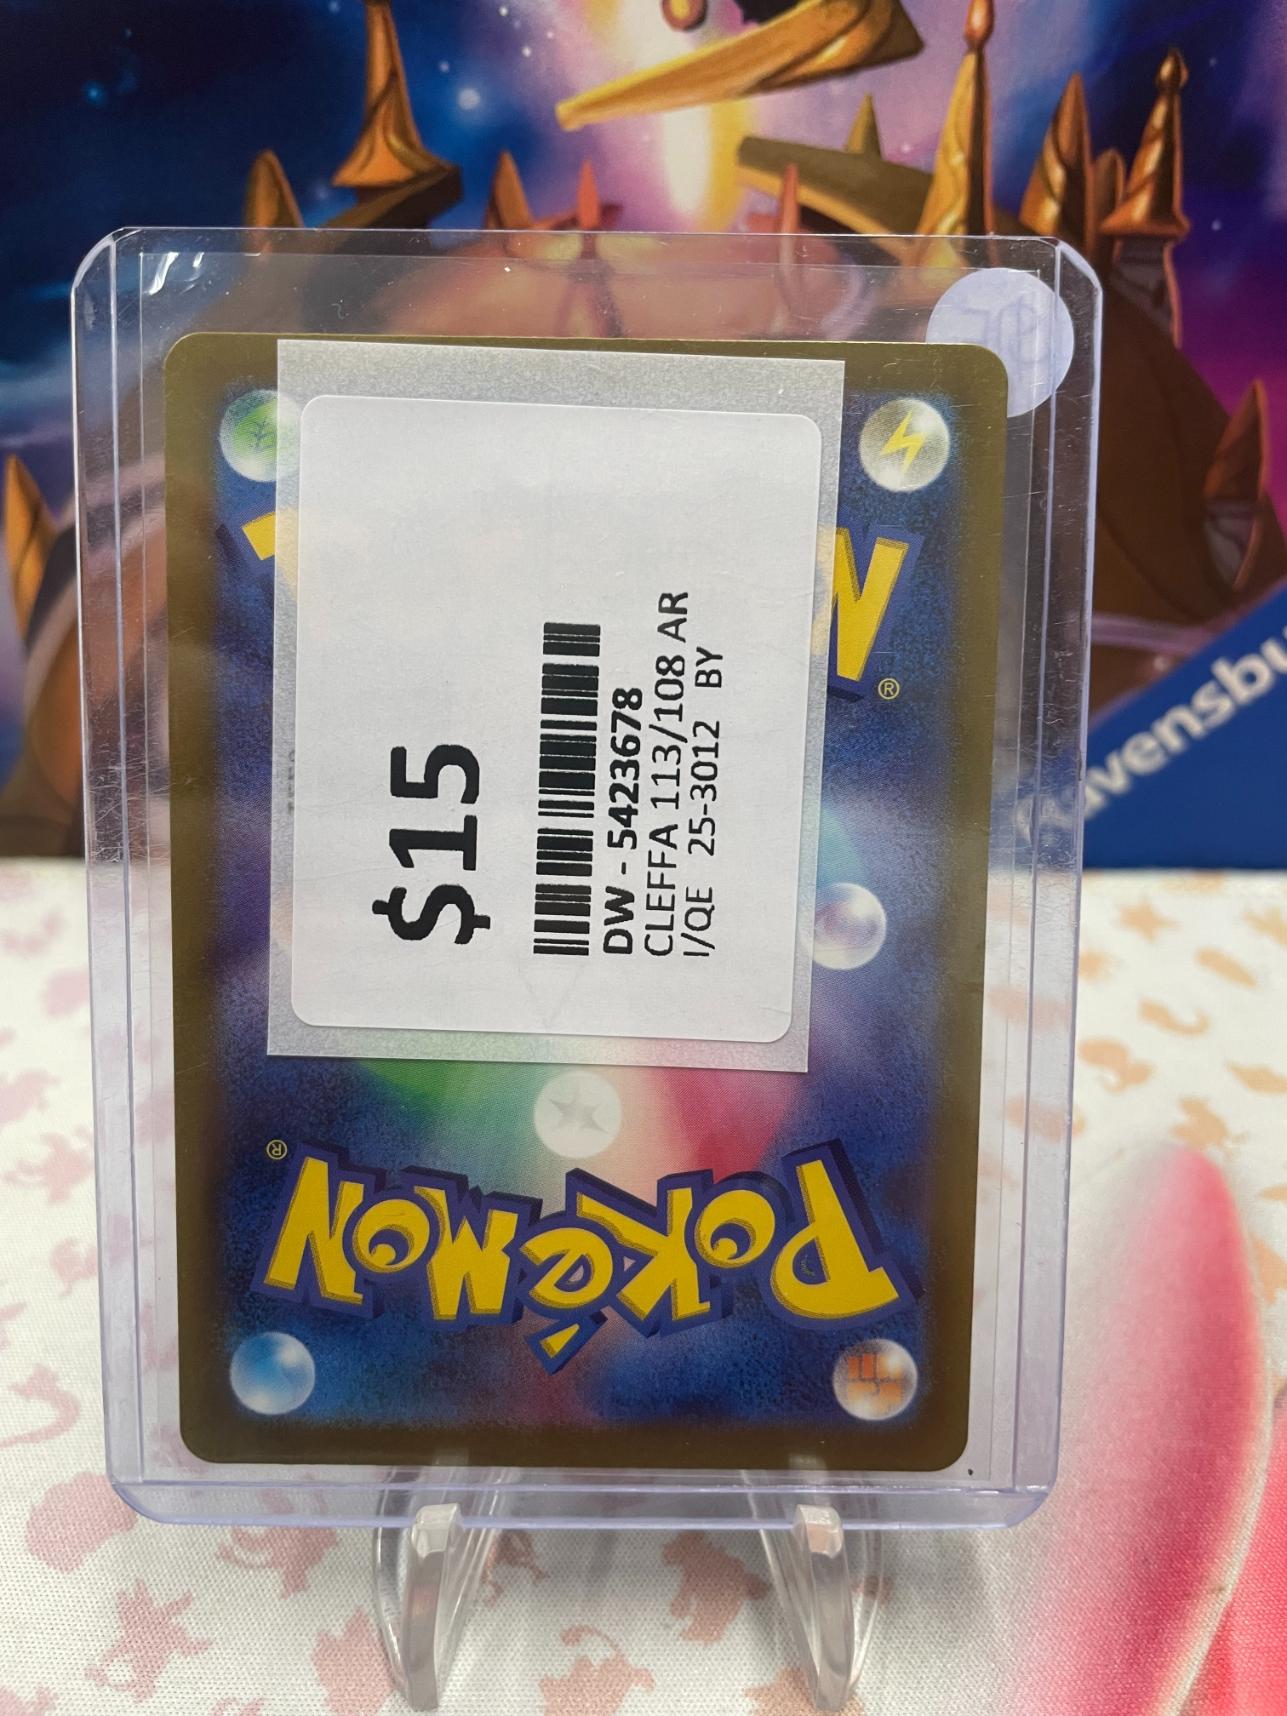 $15
DW - 5423678
CLEFFA 113/108 AR
I/QE 25-3012 BY
N
®
POKéMON
®
Ravensbu